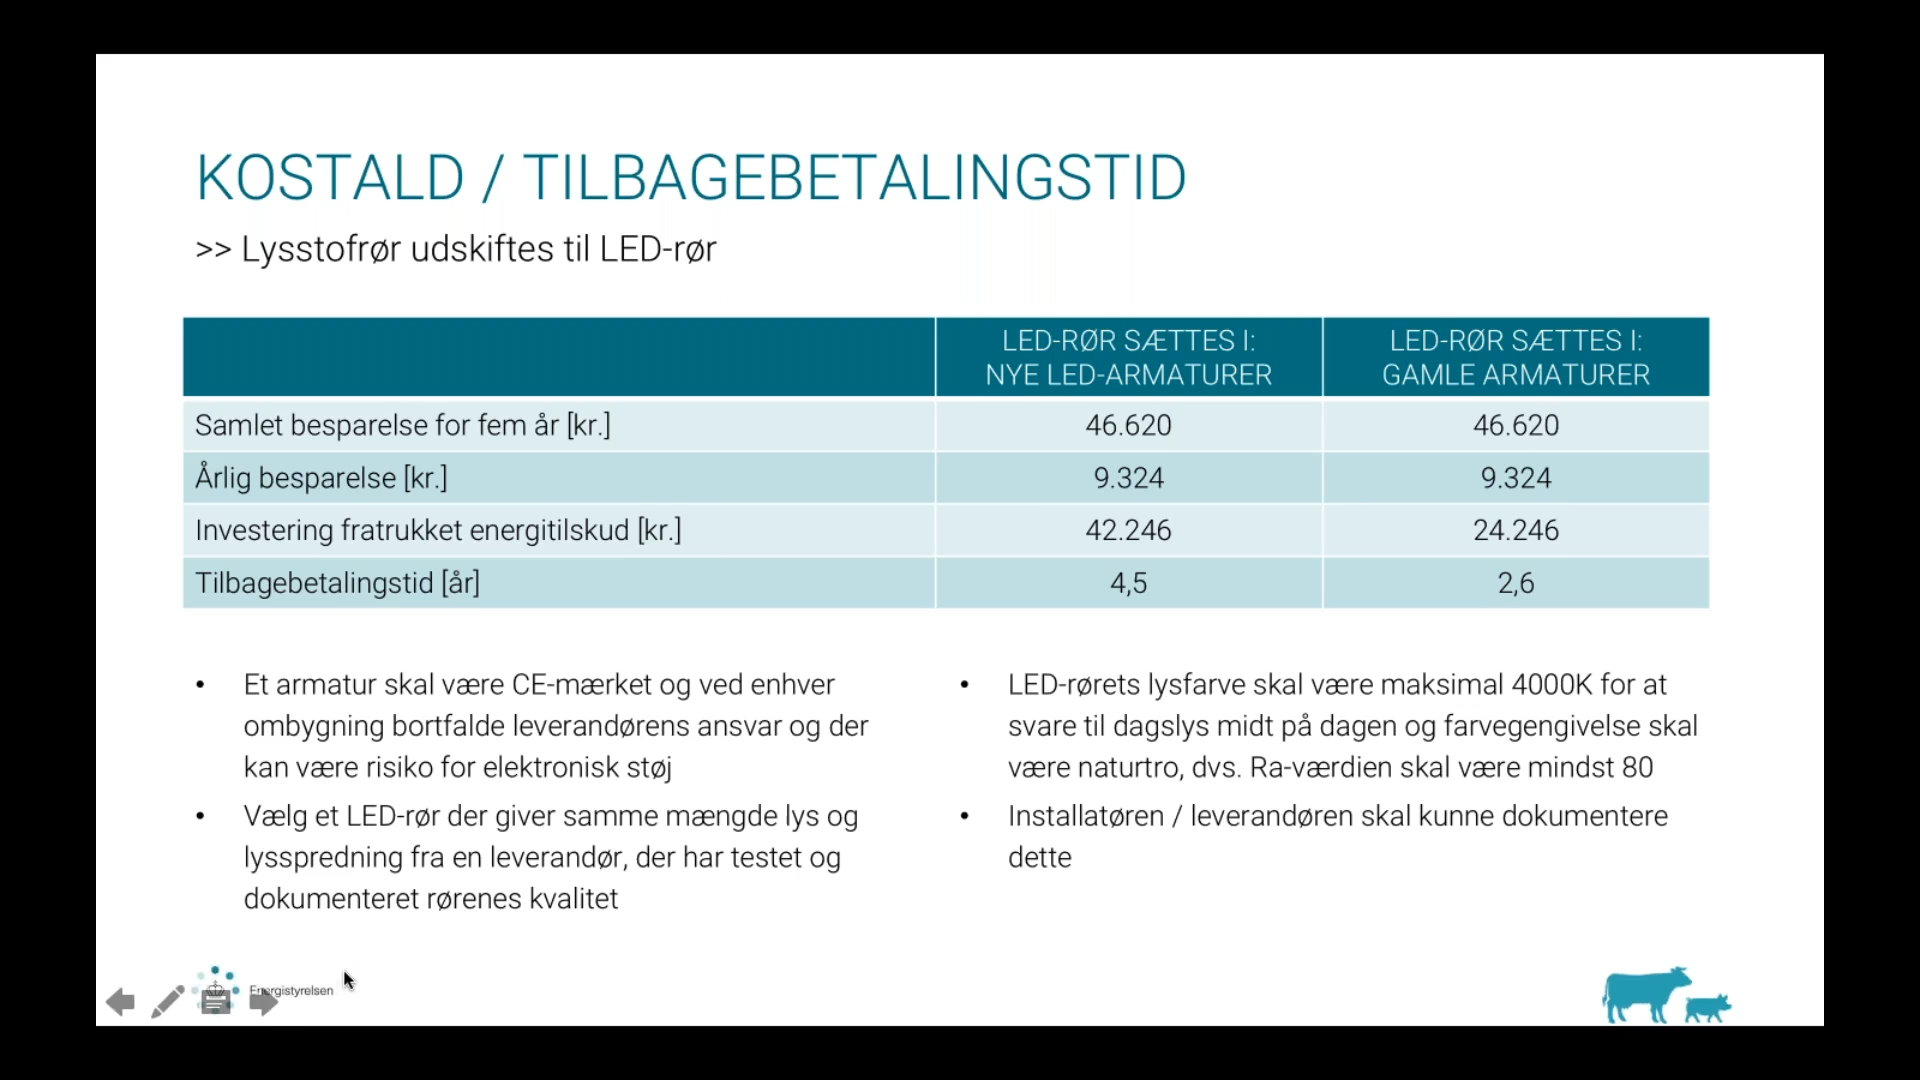 KOSTALD / TILBAGEBETALINGSTID
>> Lysstofrør udskiftes til LED-rør
LED-RØR SÆTTES I:
NYE LED-ARMATURER
LED-RØR SÆTTES I:
GAMLE ARMATURER
Samlet besparelse for fem år [kr.] 46.620 46.620
Årlig besparelse [kr.] 9.324 9.324
Investering fratrukket energitilskud [kr.] 42.246 24.246
Tilbagebetalingstid [år] 4,5 2,6
• Et armatur skal være CE-mærket og ved enhver
ombygning bortfalde leverandørens ansvar og der
kan være risiko for elektronisk støj
• Vælg et LED-rør der giver samme mængde lys og
lysspredning fra en leverandør, der har testet og
dokumenteret rørenes kvalitet
• LED-rørets lysfarve skal være maksimal 4000K for at
svare til dagslys midt på dagen og farvegengivelse skal
være naturtro, dvs. Ra-værdien skal være mindst 80
• Installatøren / leverandøren skal kunne dokumentere
dette
Energistyrelsen